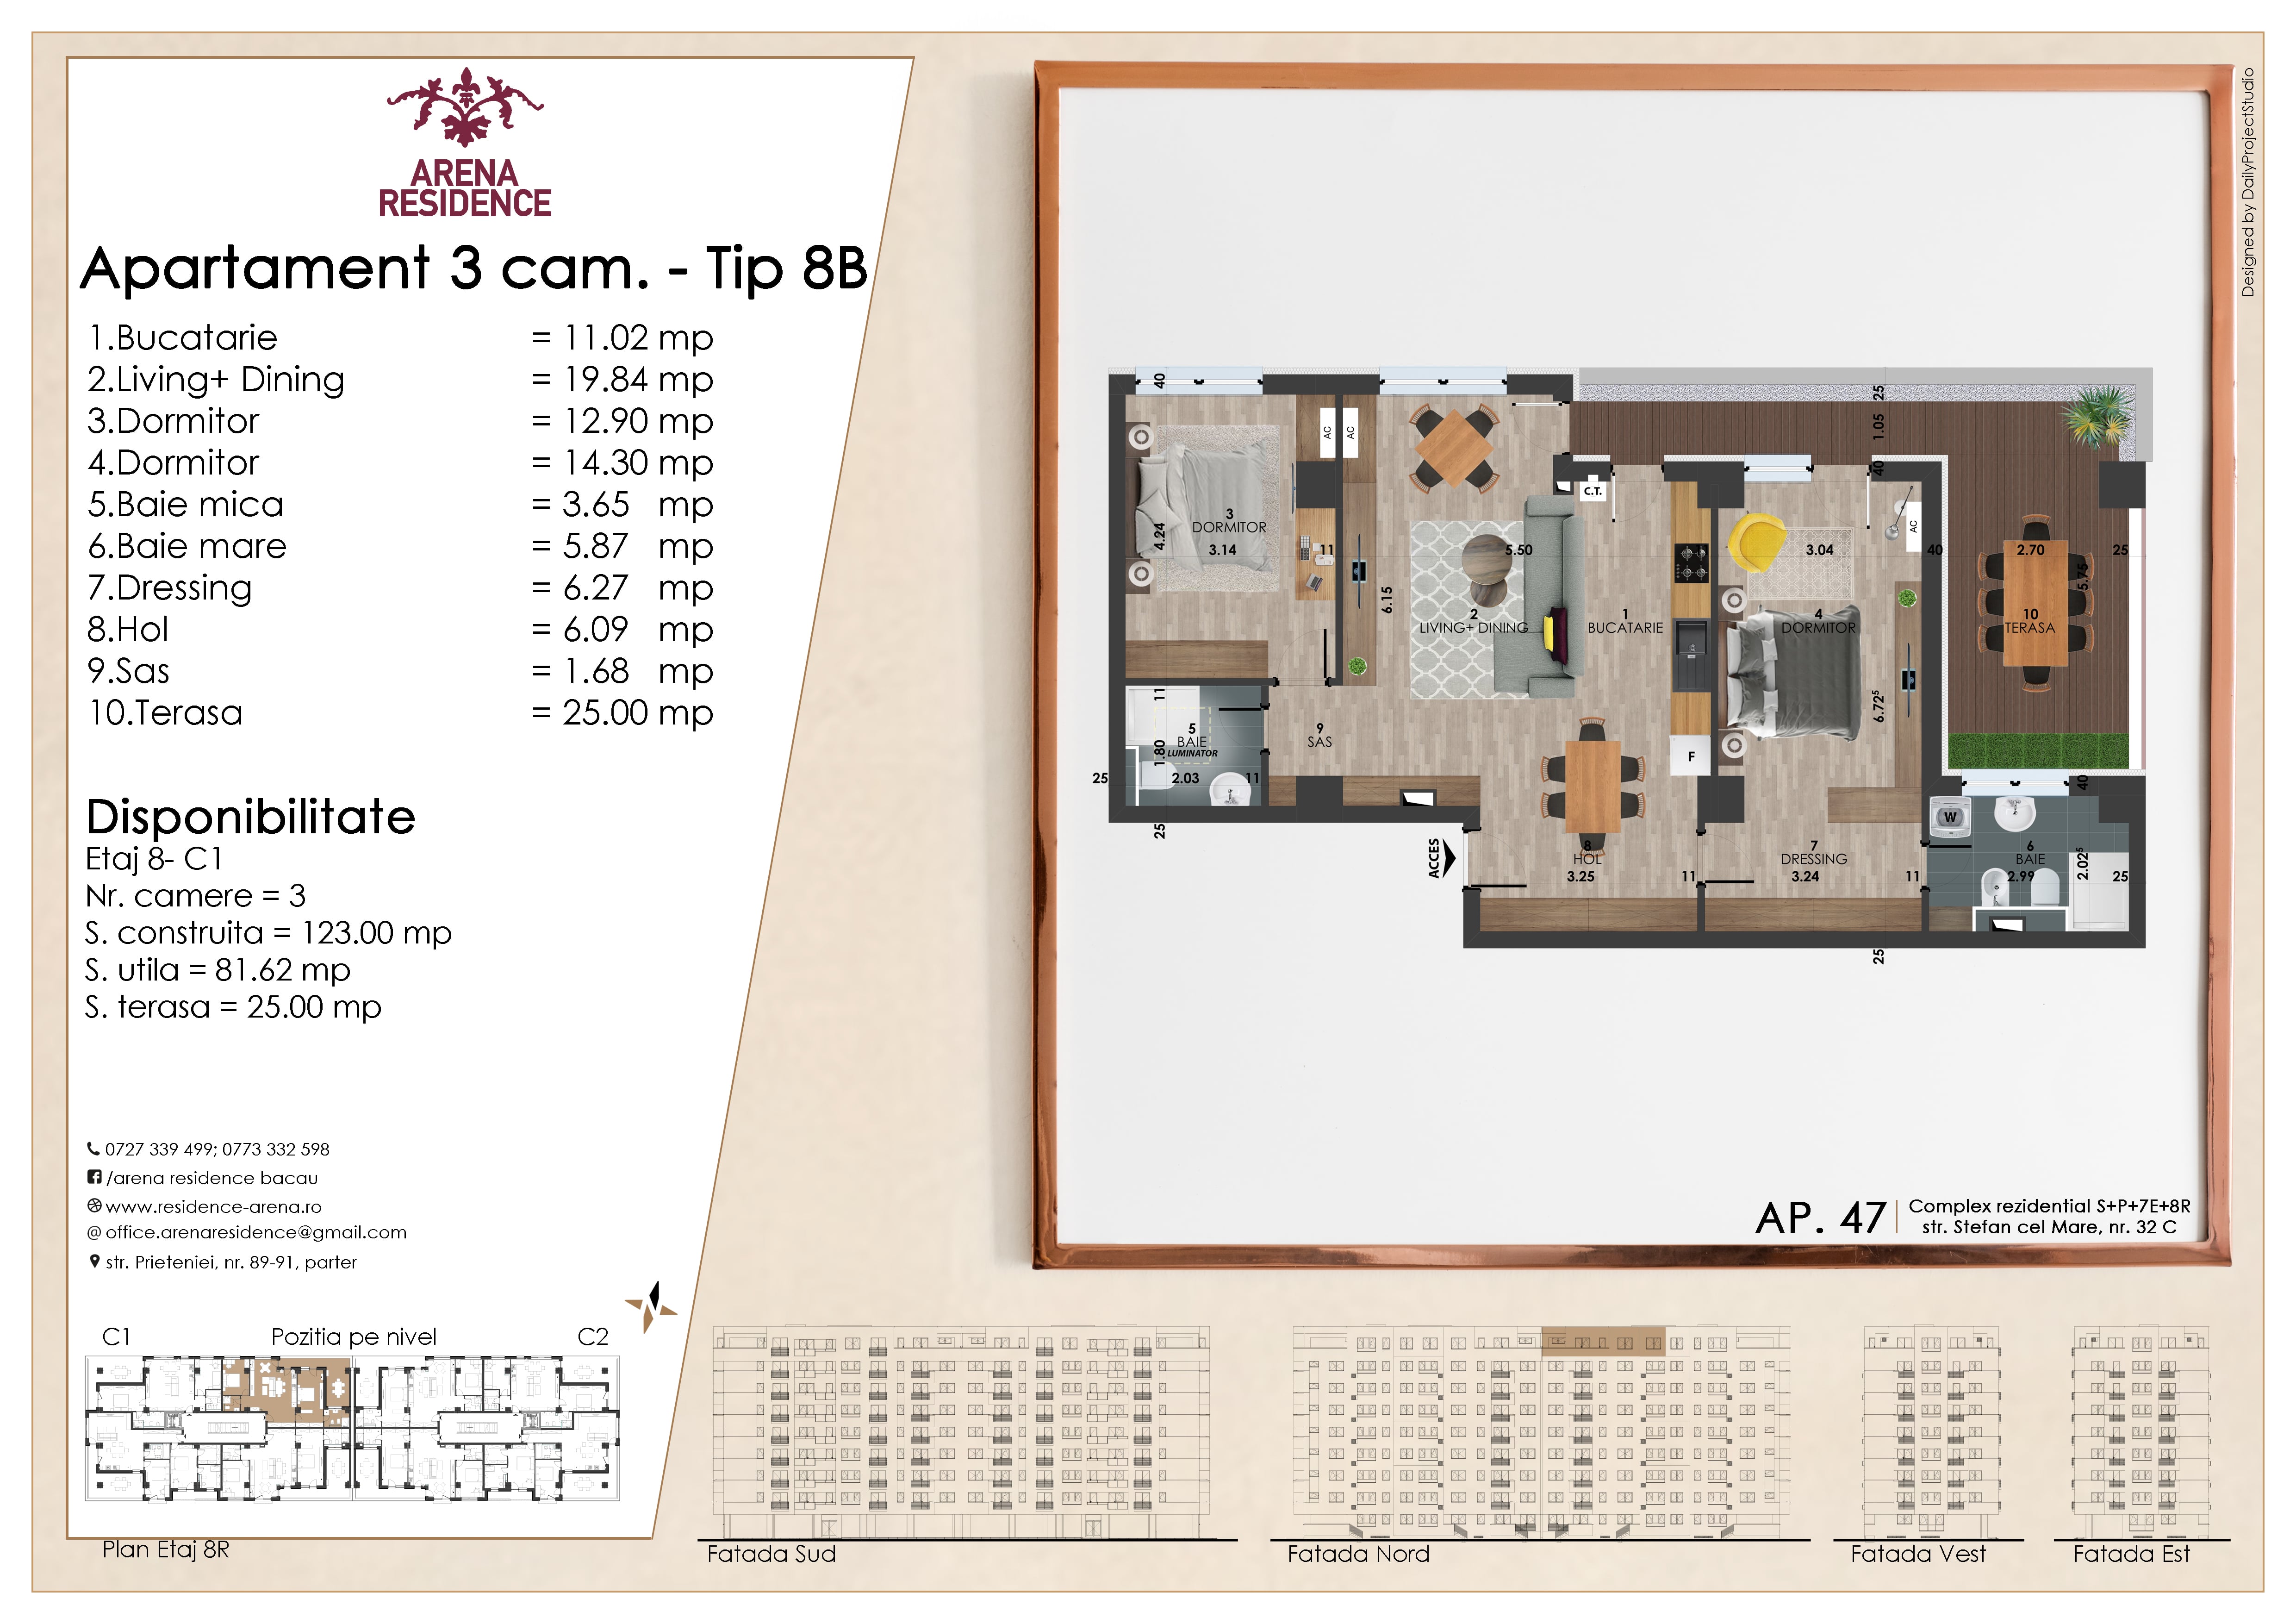 ARENA
RESIDENCE
Apartament 3 cam. - Tip 8B
1.Bucatarie = 11.02 mp
2.Living+ Dining = 19.84 mp
3.Dormitor = 12.90 mp
4.Dormitor = 14.30 mp
5.Baie mica = 3.65 mp
6.Baie mare = 5.87 mp
7.Dressing = 6.27 mp
8.Hol = 6.09 mp
9.Sas = 1.68 mp
10.Terasa = 25.00 mp
Disponibilitate
Etaj 8- C1
Nr. camere = 3
S. construita = 123.00 mp
S. utila = 81.62 mp
S. terasa = 25.00 mp
0727 339 499; 0773 332 598
/arena residence bacau
www.residence-arena.ro
@ office.arenaresidence@gmail.com
str. Prieteniei, nr. 89-91, parter
C1 Pozitia pe nivel C2
Plan Etaj 8R
Designed by DailyProjectStudio
40
25
1.05
40
AC
AC
C.T.
AC
3
DORMITOR
4.24
3.14
11
5.50
3.04
40
2.70
25
5.75
6.15
2
LIVING+ DINING
1
BUCATARIE
4
DORMITOR
10
TERASA
6.72⁵
11
5
BAIE
LUMINATOR
1.80
2.03
11
25
25
9
SAS
F
40
W
ACCES
8
HOL
3.25
11
7
DRESSING
3.24
11
6
BAIE
2.99
2.02⁵
25
25
AP. 47
Complex rezidential S+P+7E+8R
str. Stefan cel Mare, nr. 32 C
Fatada Sud
Fatada Nord
Fatada Vest
Fatada Est